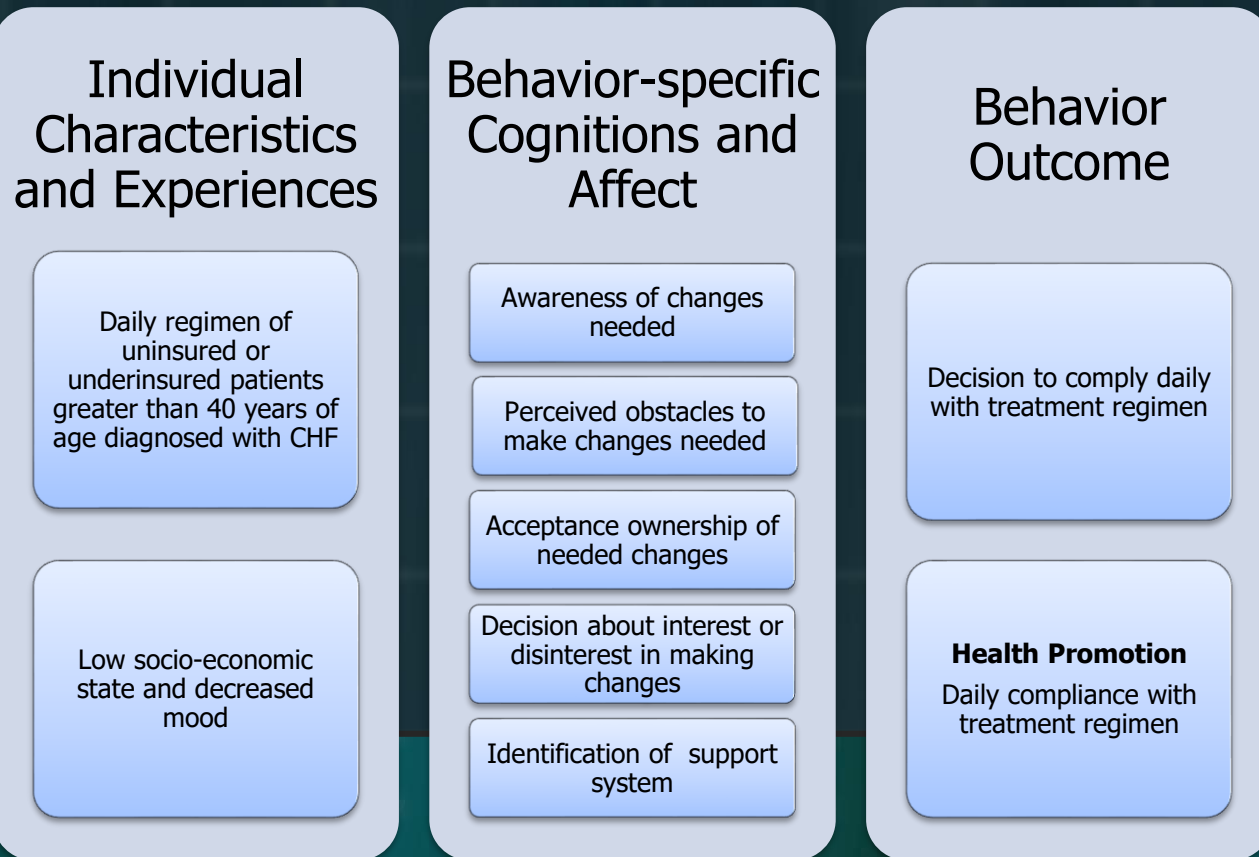 Individual
Characteristics
and Experiences
Daily regimen of
uninsured or
underinsured patients
greater than 40 years of
age diagnosed with CHF
Low socio-economic
state and decreased
mood
Behavior-specific
Cognitions and
Affect
Awareness of changes
needed
Perceived obstacles to
make changes needed
Acceptance ownership of
needed changes
Decision about interest or
disinterest in making
changes
Identification of support
system
Behavior
Outcome
Decision to comply daily
with treatment regimen
Health Promotion
Daily compliance with
treatment regimen